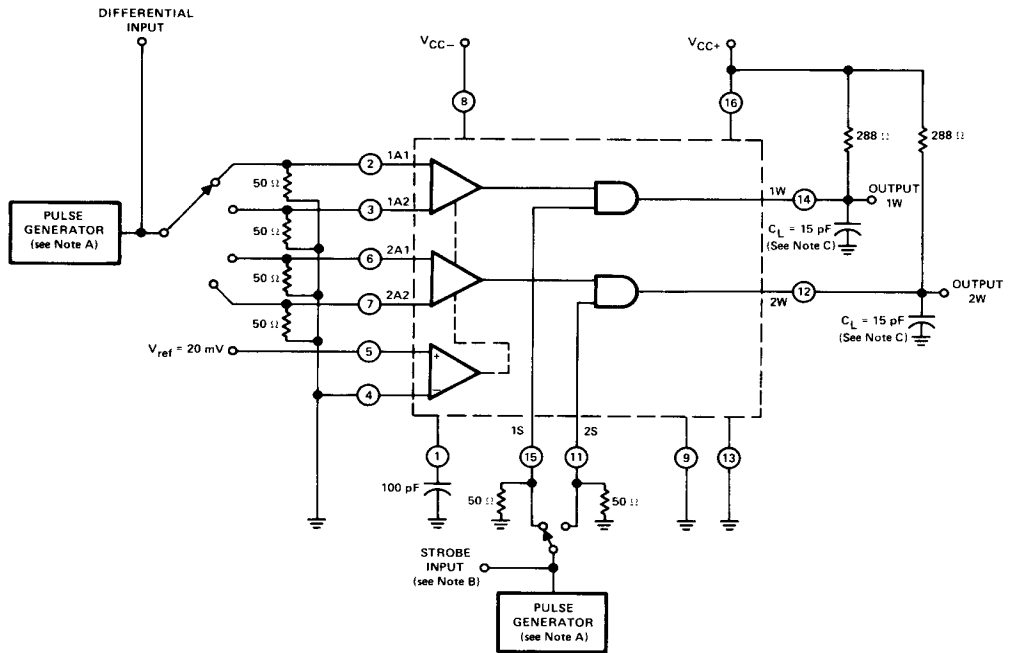 DIFFERENTIAL
INPUT
VCC−
VCC+
8
16
288 Ω
288 Ω
50 Ω
2
1A1
1W
14
OUTPUT
1W
PULSE
GENERATOR
(see Note A)
50 Ω
3
1A2
CL = 15 pF
(See Note C)
50 Ω
6
2A1
50 Ω
7
2A2
2W
12
OUTPUT
2W
CL = 15 pF
(See Note C)
Vref = 20 mV
5
+
4
−
1S
2S
1
15
11
9
13
100 pF
50 Ω
50 Ω
STROBE
INPUT
(see Note B)
PULSE
GENERATOR
(see Note A)